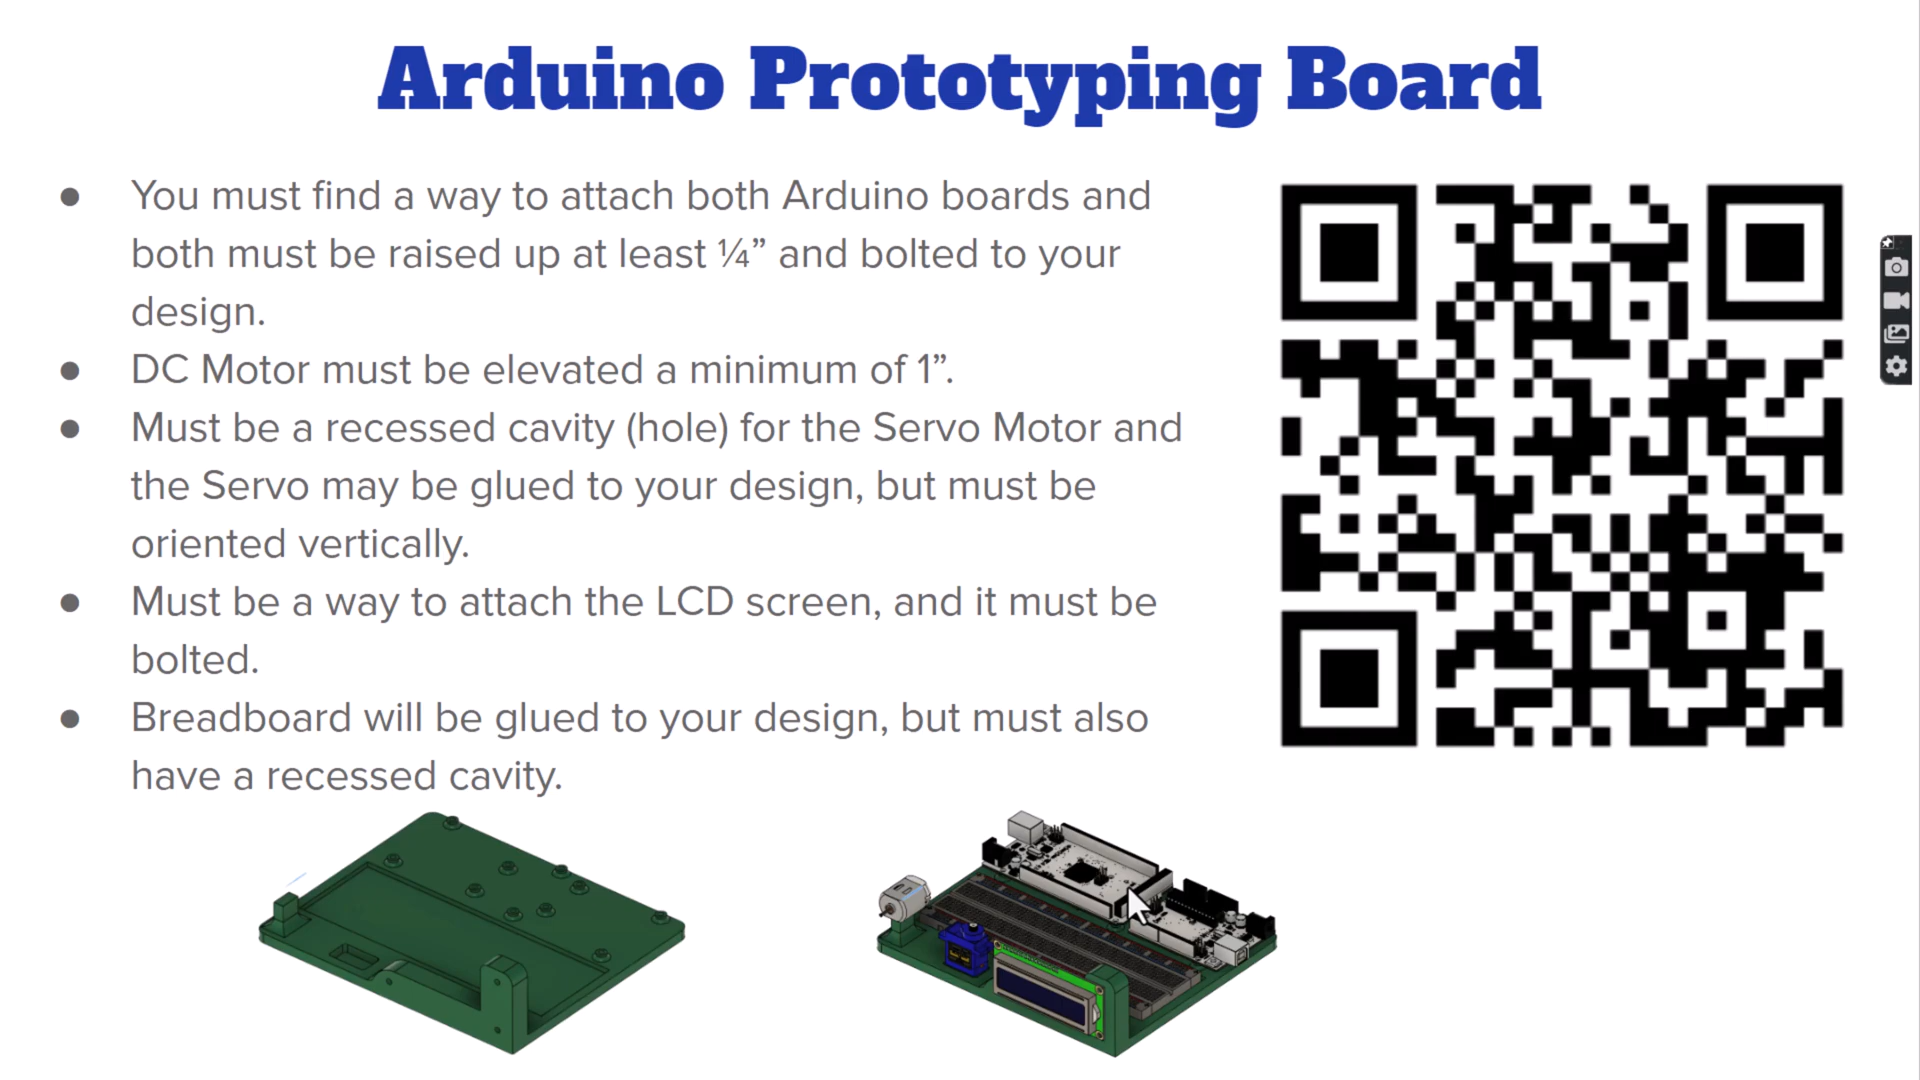 Arduino Prototyping Board
● You must find a way to attach both Arduino boards and
both must be raised up at least ¼” and bolted to your
design.
● DC Motor must be elevated a minimum of 1”.
● Must be a recessed cavity (hole) for the Servo Motor and
the Servo may be glued to your design, but must be
oriented vertically.
● Must be a way to attach the LCD screen, and it must be
bolted.
● Breadboard will be glued to your design, but must also
have a recessed cavity.